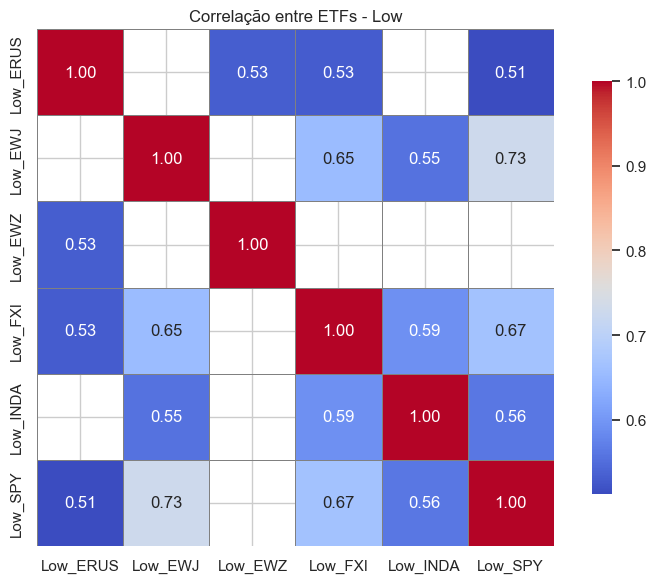 Correlação entre ETFs - Low
Low_ERUS 1.00 0.53 0.53 0.51
Low_EWJ 1.00 0.65 0.55 0.73
Low_EWZ 0.53 1.00
Low_FXI 0.53 0.65 1.00 0.59 0.67
Low_INDA 0.55 0.59 1.00 0.56
Low_SPY 0.51 0.73 0.67 0.56 1.00
Low_ERUS Low_EWJ Low_EWZ Low_FXI Low_INDA Low_SPY
1.0
0.9
0.8
0.7
0.6